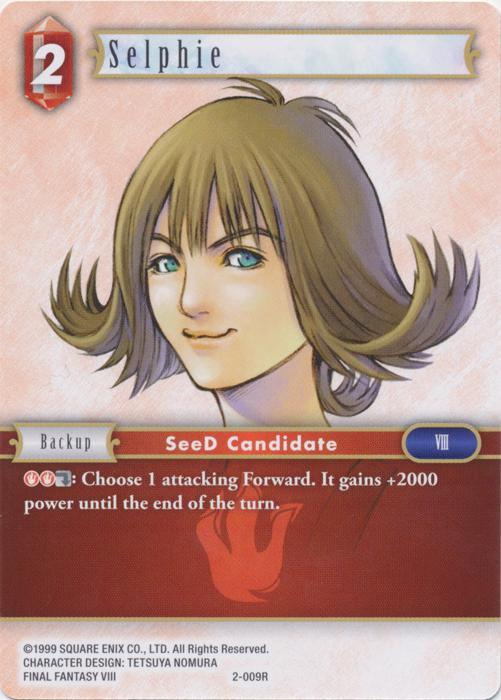 2
Selphie
Backup
SeeD Candidate
VIII
: Choose 1 attacking Forward. It gains +2000
power until the end of the turn.
©1999 SQUARE ENIX CO., LTD. All Rights Reserved.
CHARACTER DESIGN: TETSUYA NOMURA
FINAL FANTASY VIII
2-009R